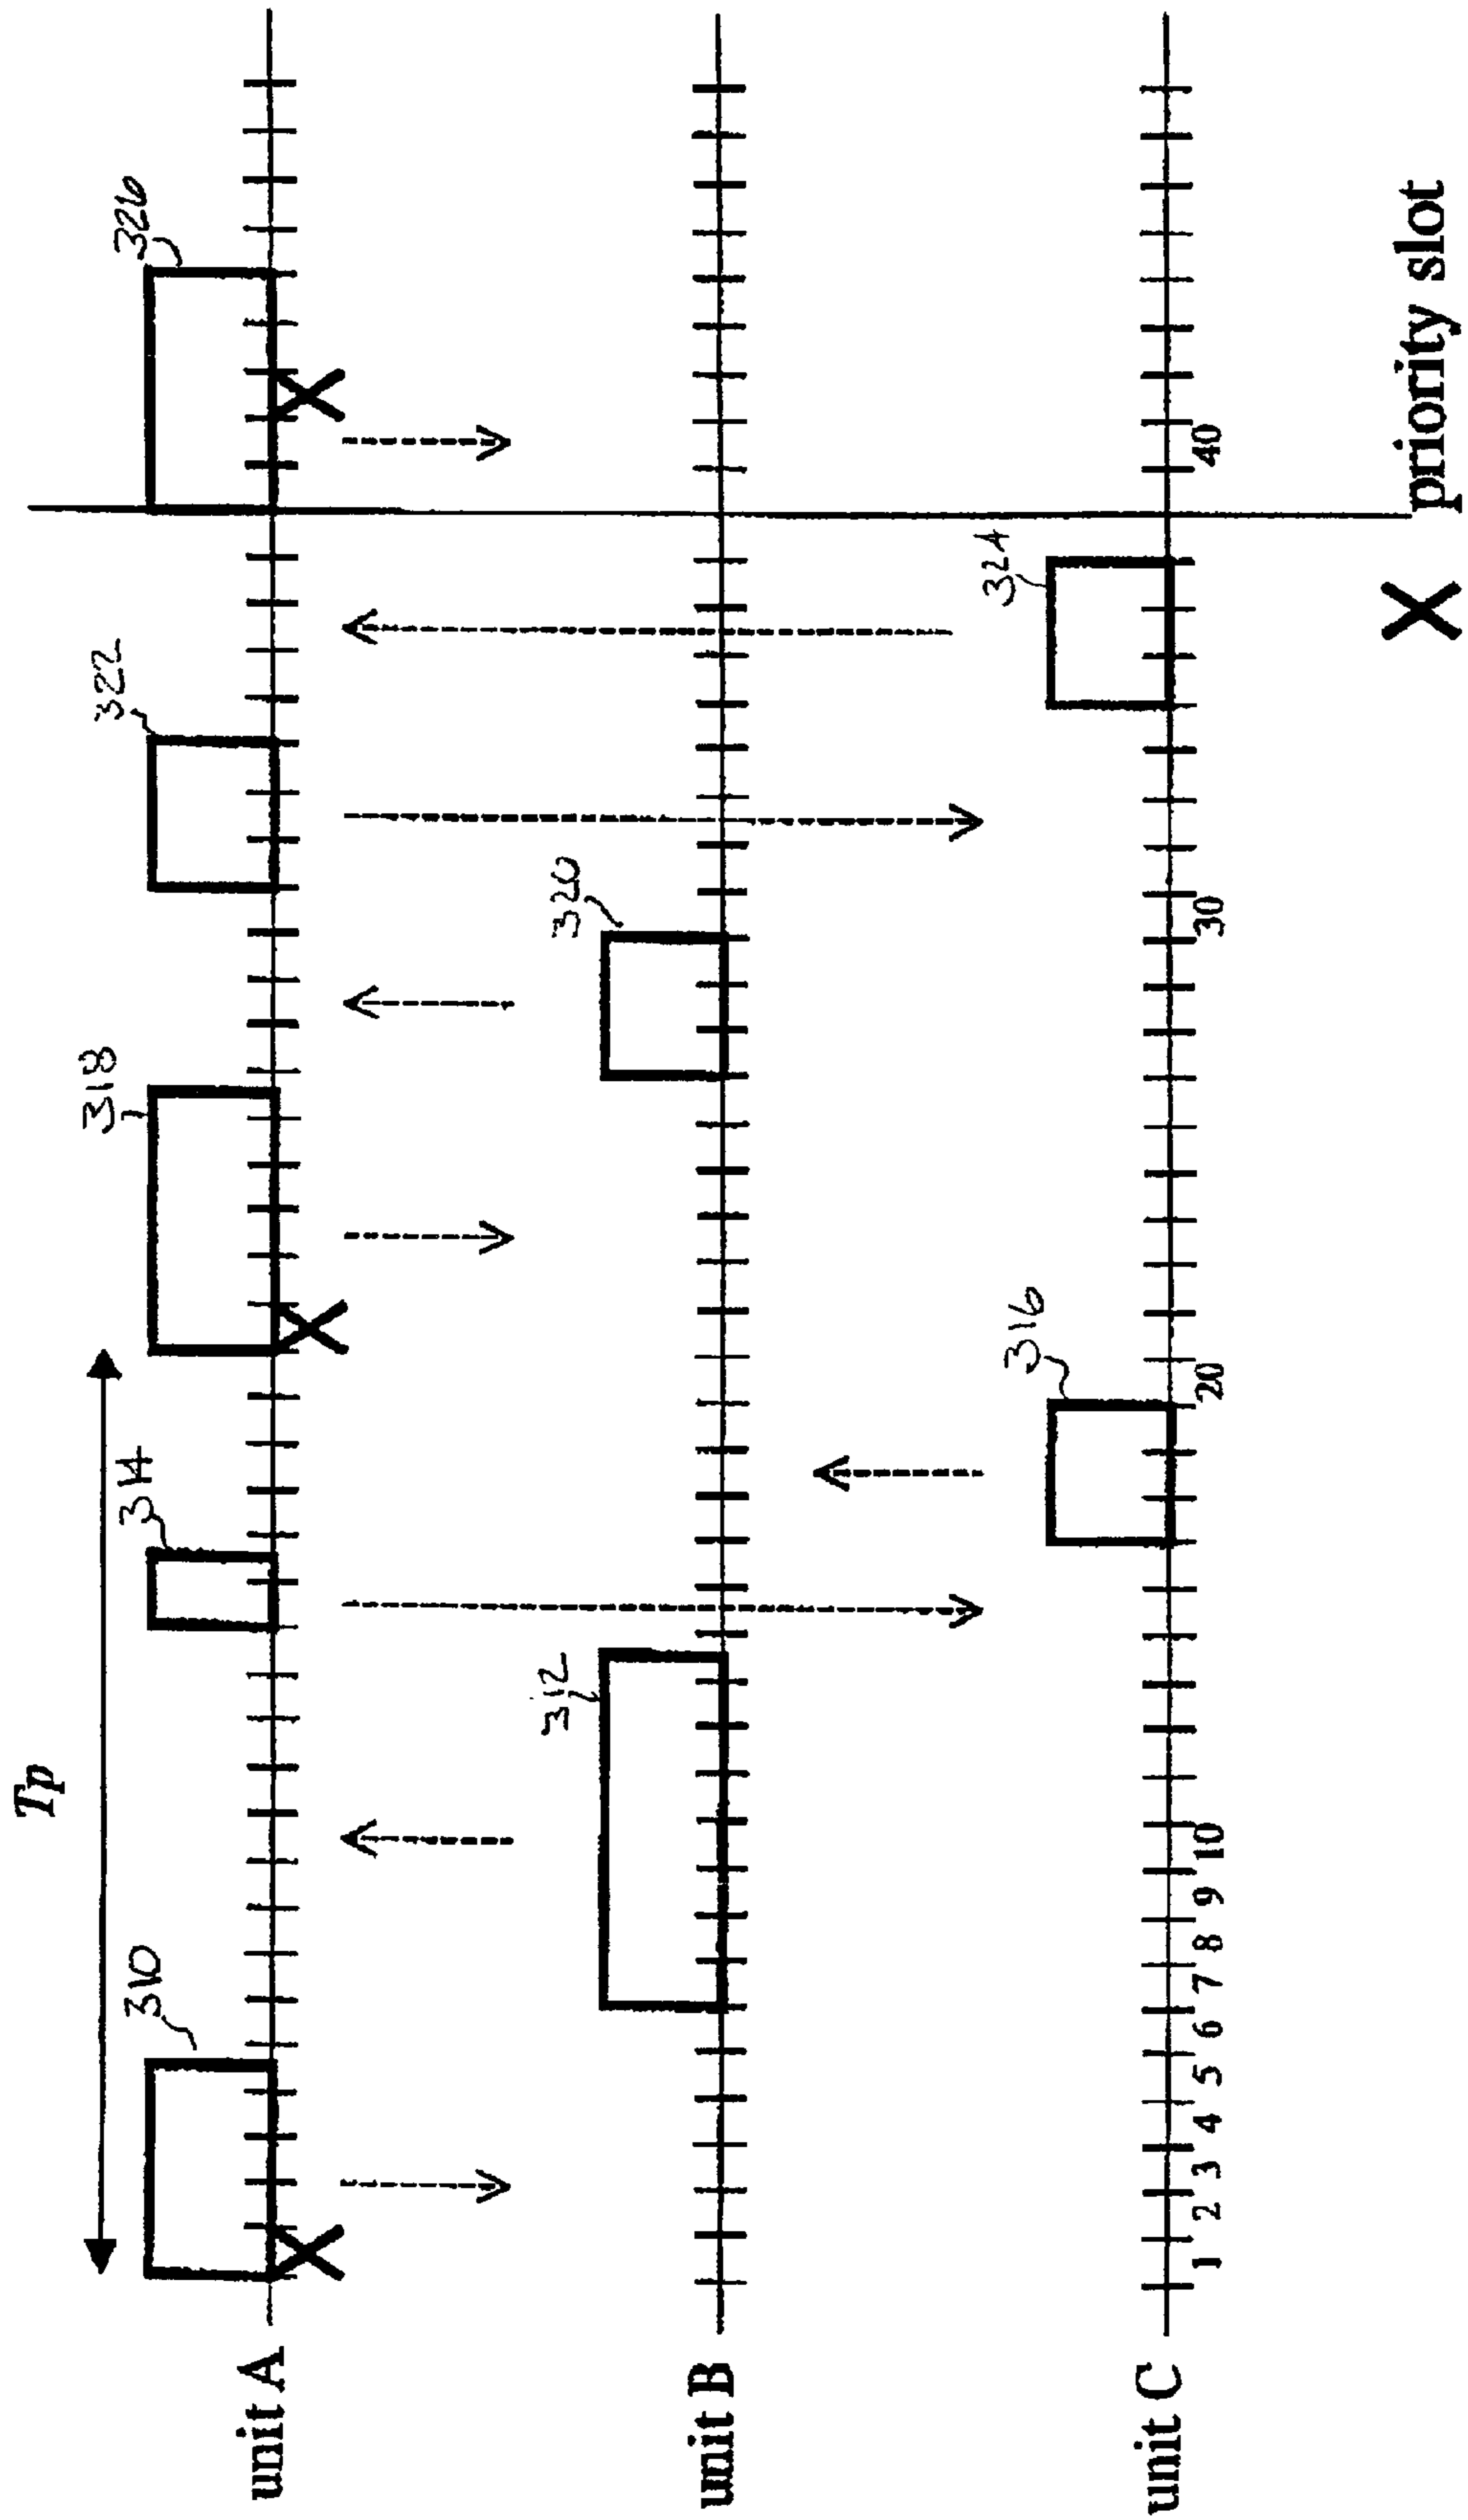 Tp
310
314
318
322
326
unit A
X
X
X
312
320
unit B
316
324
unit C
1 2 3 4 5 6 7 8 9 10 20 30 40
X priority slot